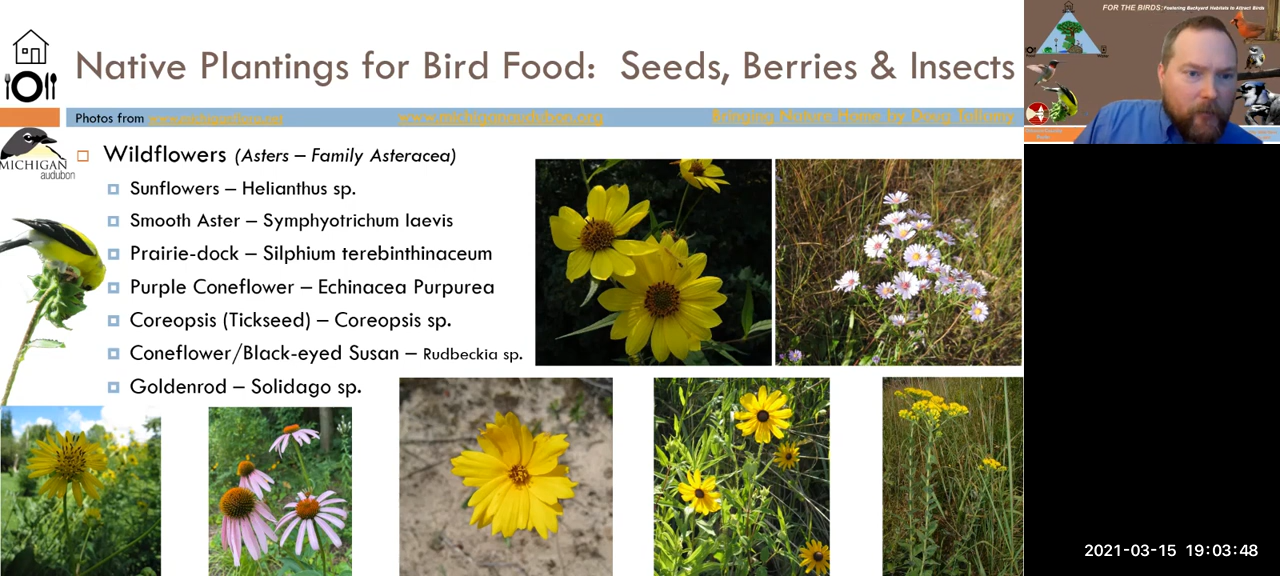 Native Plantings for Bird Food: Seeds, Berries & Insects
Photos from www.michiganflora.net www.michiganaudubon.org Bringing Nature Home by Doug Tallamy
MICHIGAN
audubon
Wildflowers (Asters – Family Asteraceae)
Sunflowers – Helianthus sp.
Smooth Aster – Symphyotrichum laevis
Prairie-dock – Silphium terebinthinaceum
Purple Coneflower – Echinacea Purpurea
Coreopsis (Tickseed) – Coreopsis sp.
Coneflower/Black-eyed Susan – Rudbeckia sp.
Goldenrod – Solidago sp.
FOR THE BIRDS: Fostering Backyard Habitats to Attract Birds
2021-03-15 19:03:48